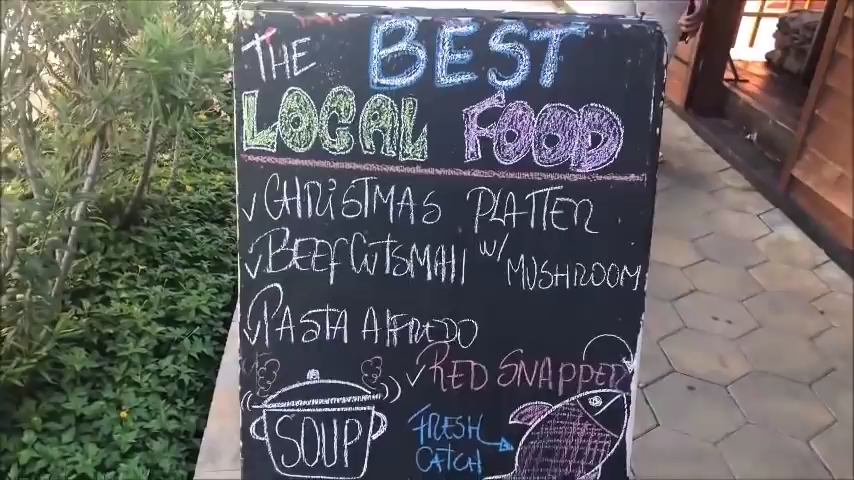 THE BEST
LOCAL FOOD
✓ CHRISTMAS PLATTER
✓ BEEF CUTSMAHI W/ MUSHROOM
✓ PASTA AlFREDO
✓ RED SNAPPER
SOUP
FRESH
CATCH